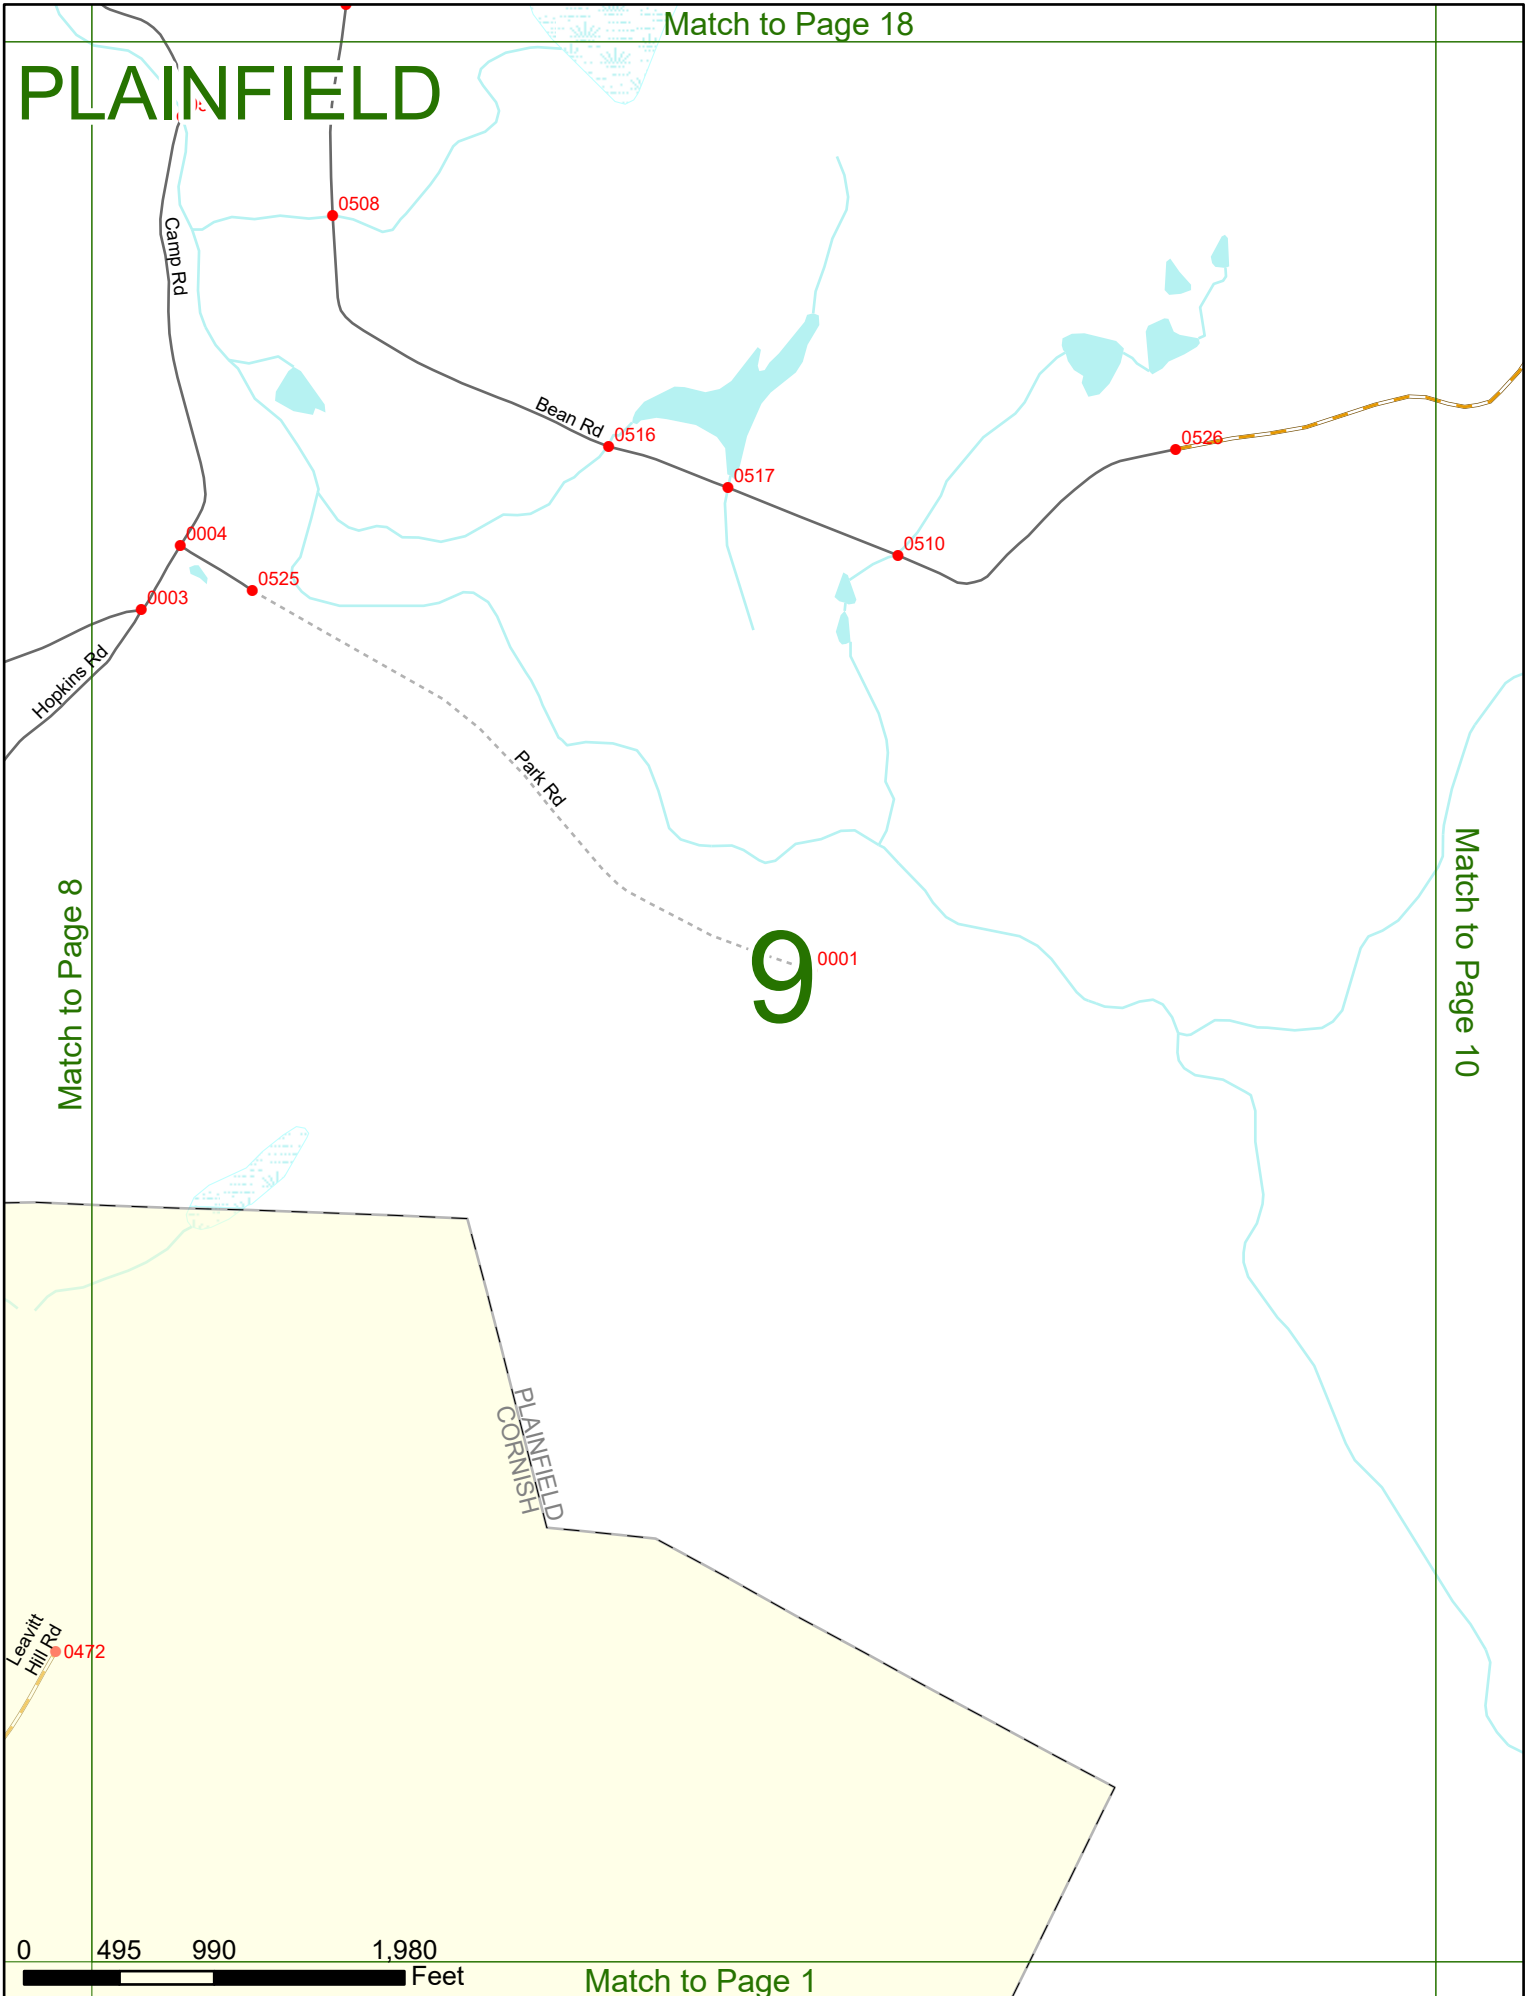 Match to Page 18
PLAINFIELD
0508
Camp Rd
Bean Rd
0516
0526
0517
0004
0510
0525
0003
Hopkins Rd
Park Rd
Match to Page 8
Match to Page 10
9
0001
PLAINFIELD
CORNISH
Leavitt
Hill Rd
0472
0 495 990 1,980
Feet
Match to Page 1